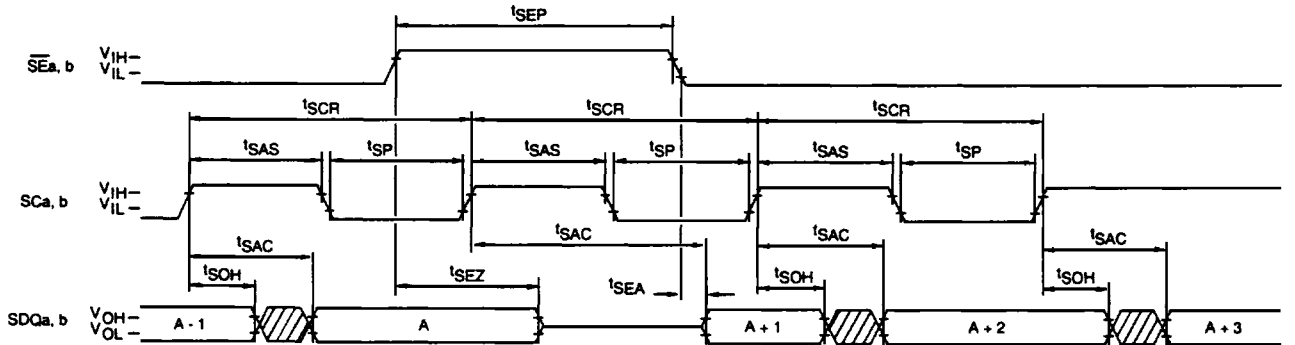 tSEP
SEa, b VIH VIL
tSCR tSCR tSCR
tSAS tSP tSAS tSP tSAS tSP
SCa, b VIH VIL
tSAC tSAC tSAC tSAC
tSOH tSEZ tSEA tSOH tSOH
SDQa, b VOH VOL A - 1 A A + 1 A + 2 A + 3